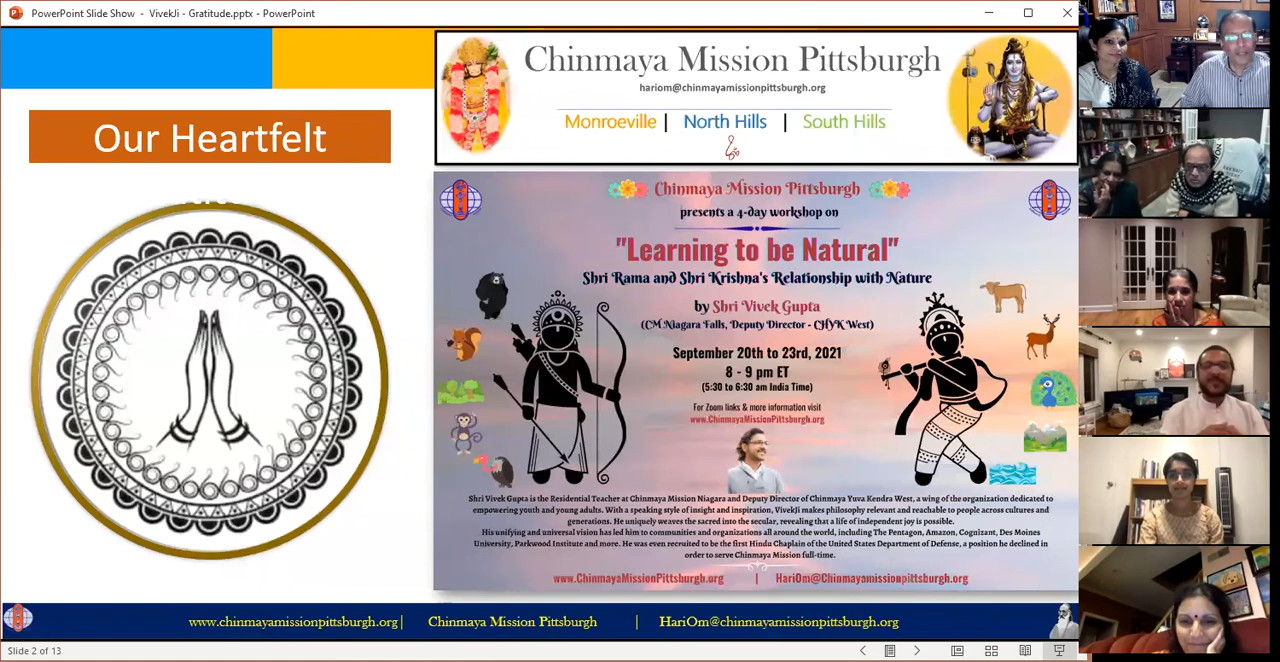 PowerPoint Slide Show - VivekJi - Gratitude.pptx - PowerPoint
Our Heartfelt
Chinmaya Mission Pittsburgh
hariom@chinmayamissionpittsburgh.org
Monroeville | North Hills | South Hills
Chinmaya Mission Pittsburgh
presents a 4-day workshop on
"Learning to be Natural"
Shri Rama and Shri Krishna's Relationship with Nature
by Shri Vivek Gupta
(CM Niagara Falls, Deputy Director - CHYK West)
September 20th to 23rd, 2021
8 - 9 pm ET
(5:30 to 6:30 am India Time)
For Zoom links & more information visit
www.ChinmayaMissionPittsburgh.org
Shri Vivek Gupta is the Residential Teacher at Chinmaya Mission Niagara and Deputy Director of Chinmaya Yuva Kendra West, a wing of the organization dedicated to
empowering youth and young adults. With a speaking style of insight and inspiration, VivekJi makes philosophy relevant and reachable to people across cultures and
generations. He uniquely weaves the sacred into the secular, revealing that a life of independent joy is possible.
His unifying and universal vision has led him to communities and organizations all around the world, including The Pentagon, Amazon, Cognizant, Des Moines
University, Parkwood Institute and more. He was even recruited to be the first Hindu Chaplain of the United States Department of Defense, a position he declined in
order to serve Chinmaya Mission full-time.
www.ChinmayaMissionPittsburgh.org | HariOm@Chinmayamissionpittsburgh.org
www.chinmayamissionpittsburgh.org| Chinmaya Mission Pittsburgh | HariOm@chinmayamissionpittsburgh.org
Slide 2 of 13